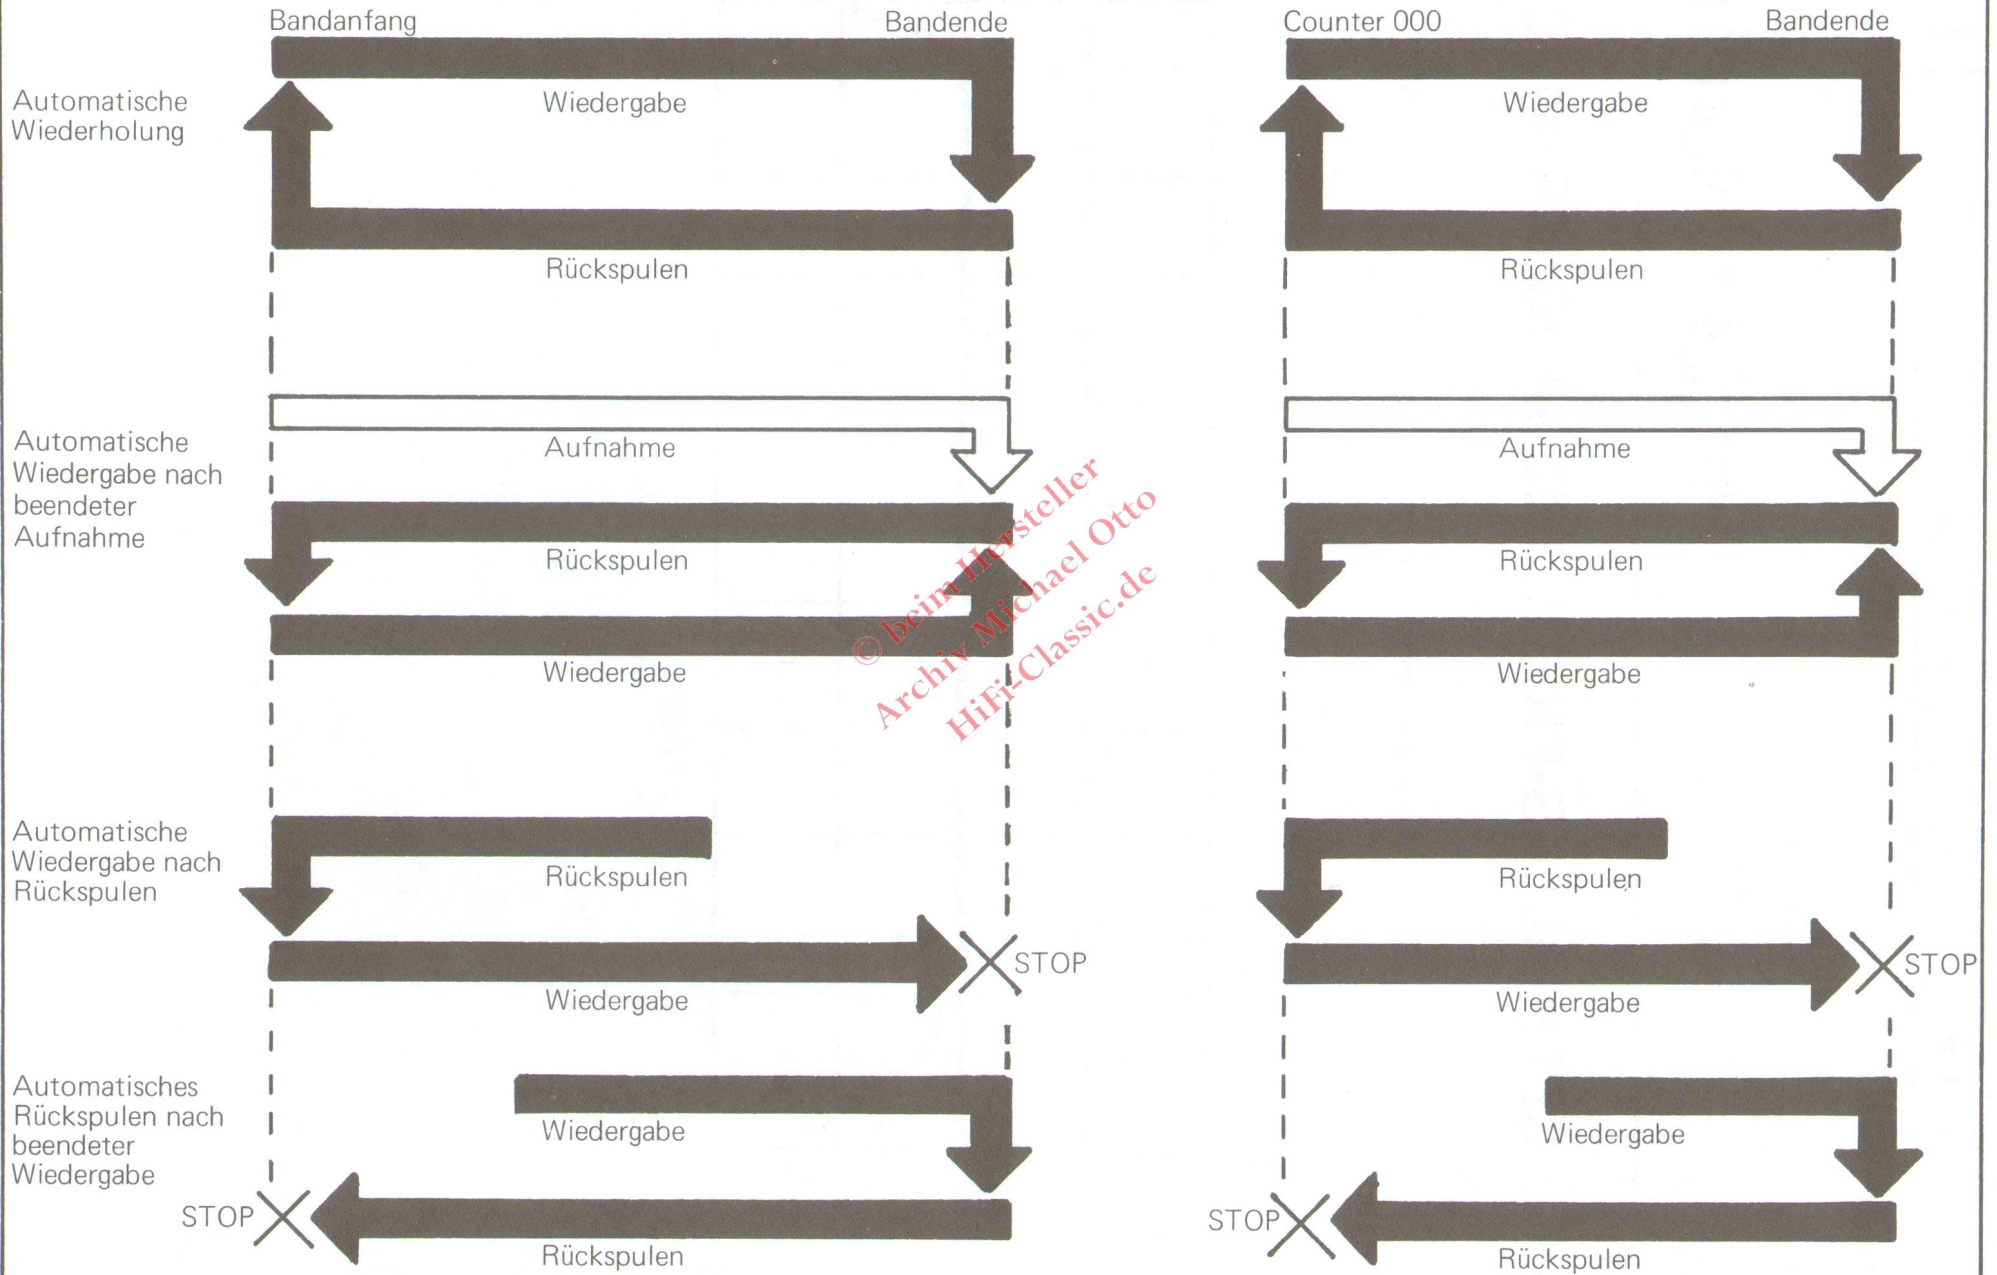 Bandanfang
Bandende
Counter 000
Bandende
Automatische
Wiederholung
Wiedergabe
Wiedergabe
Rückspulen
Rückspulen
Automatische
Wiedergabe nach
beendeter
Aufnahme
Aufnahme
Aufnahme
Rückspulen
Rückspulen
Wiedergabe
Wiedergabe
© beim Hersteller
Archiv Michael Otto
HiFi-Classic.de
Automatische
Wiedergabe nach
Rückspulen
Rückspulen
Rückspulen
STOP
STOP
Wiedergabe
Wiedergabe
Automatisches
Rückspulen nach
beendeter
Wiedergabe
Wiedergabe
Wiedergabe
STOP
STOP
Rückspulen
Rückspulen